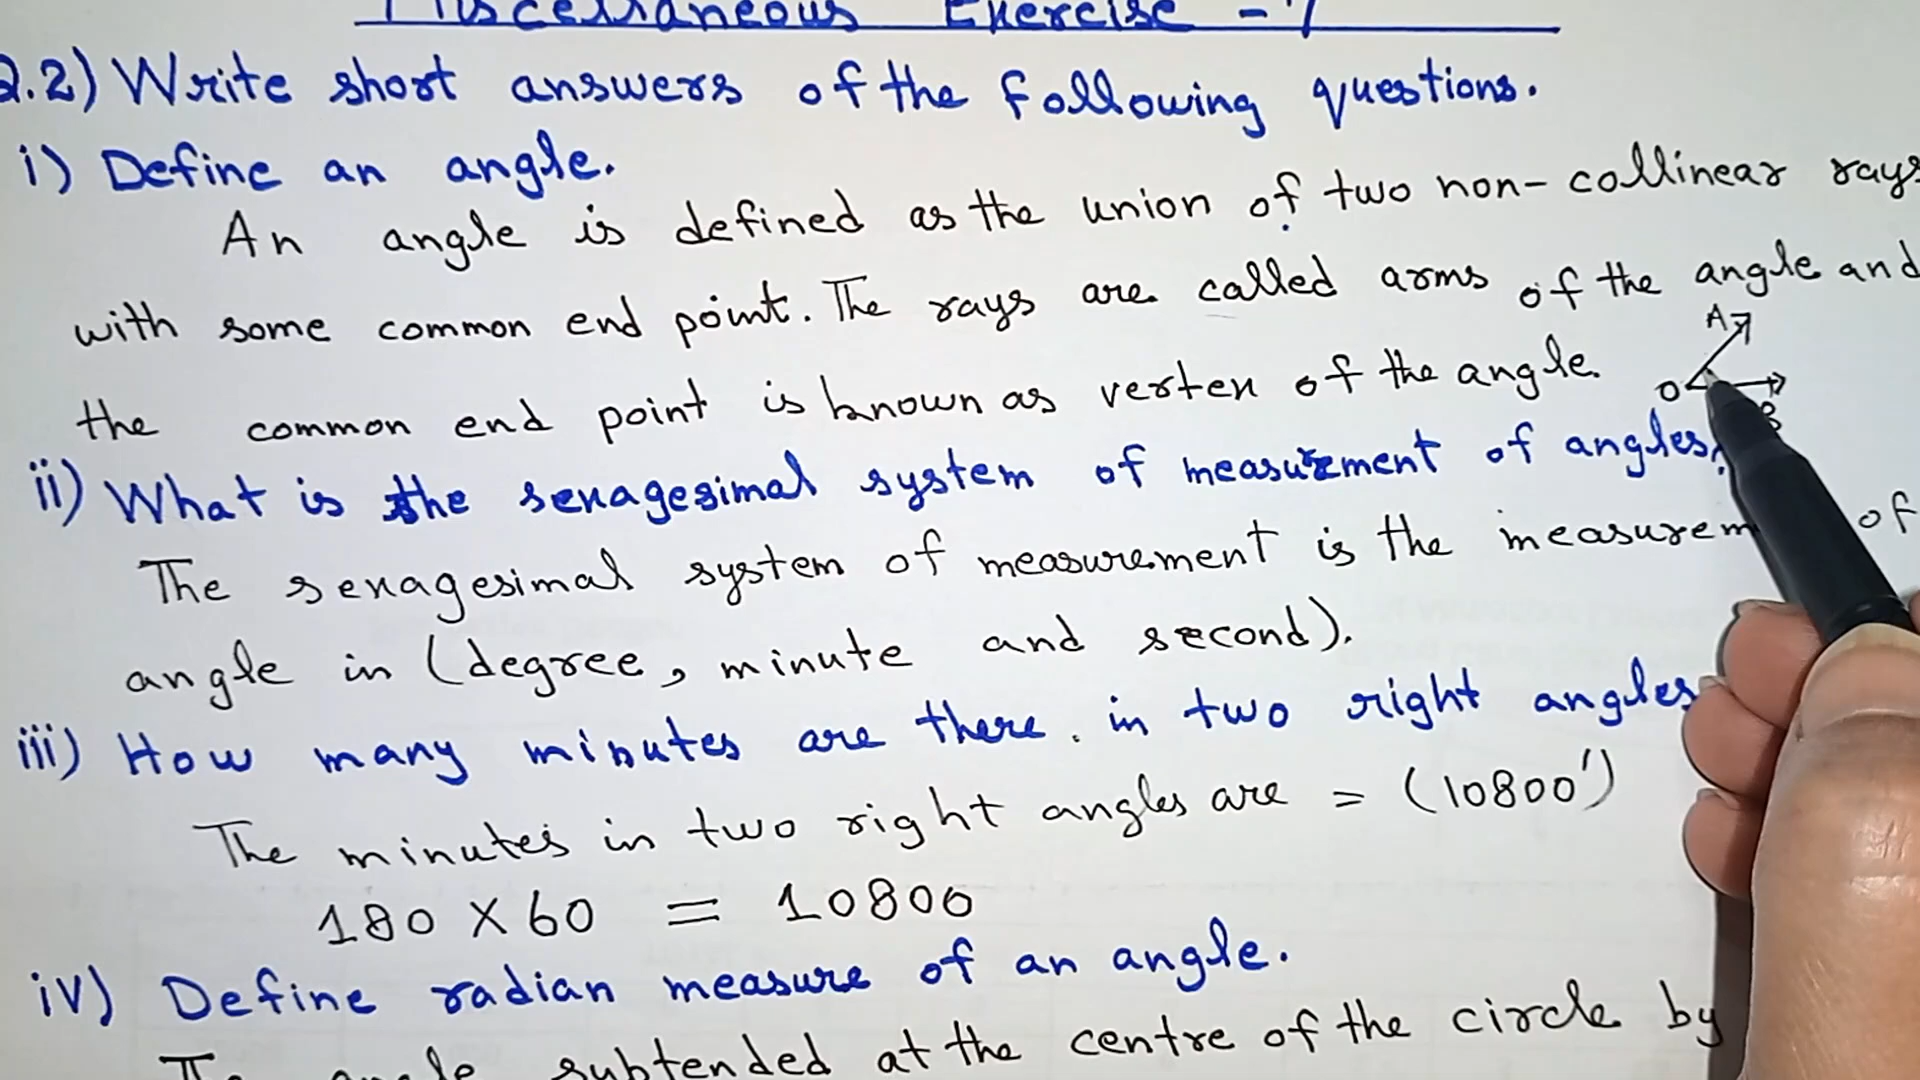 Miscellaneous Exercise - 7
Q.2) Write short answers of the following questions.
i) Define an angle.
An angle is defined as the union of two non-collinear rays
with some common end point. The rays are called arms of the angle and
the common end point is known as vertex of the angle.
A
O
B
ii) What is the sexagesimal system of measurement of angles?
The sexagesimal system of measurement is the measurem of
angle in (degree, minute and second).
iii) How many minutes are there in two right angles
The minutes in two right angles are = (10800')
180 X 60 = 10800
iv) Define radian measure of an angle.
The angle subtended at the centre of the circle by